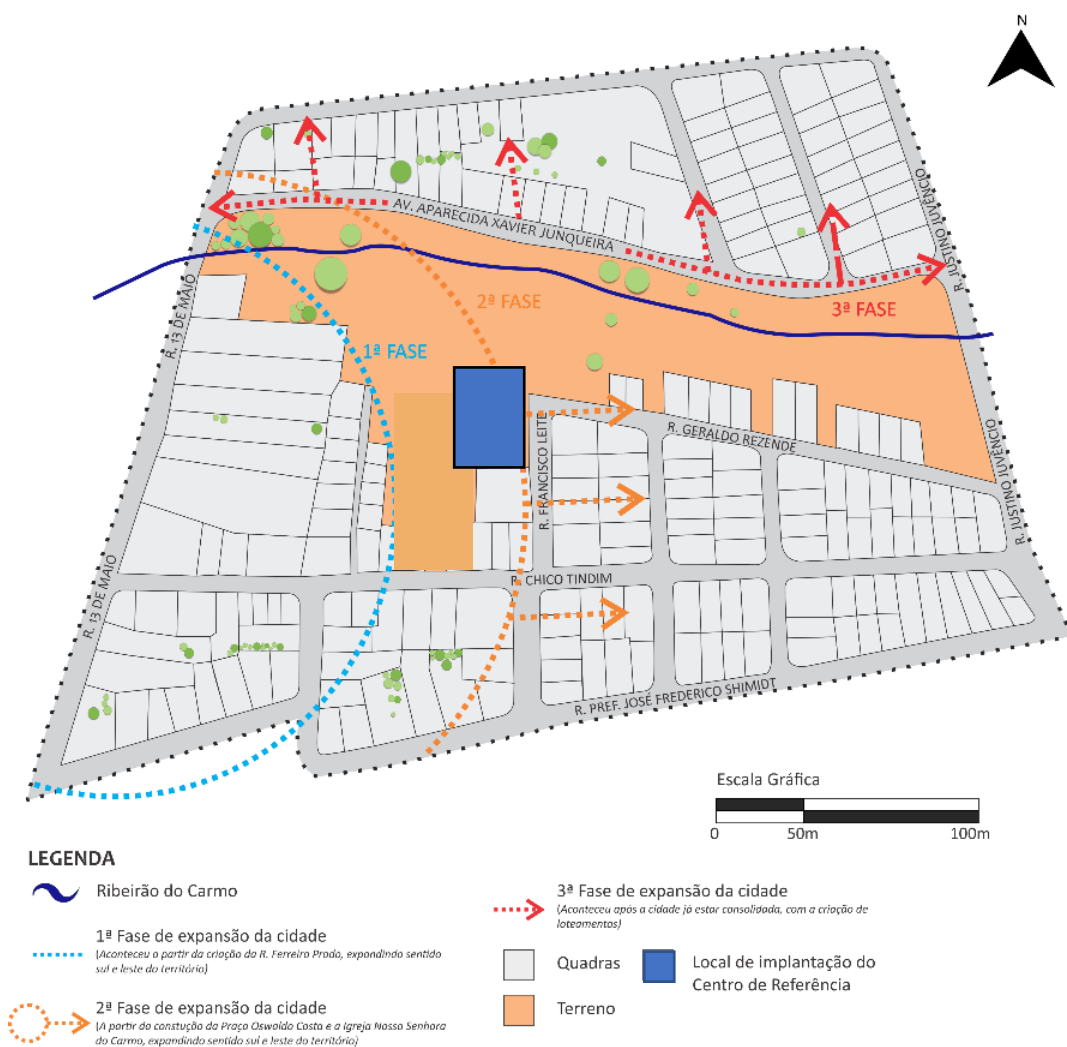 N
AV. APARECIDA XAVIER JUNQUEIRA
R. JUSTINO JUVÊNCIO
R. 13 DE MAIO
2ª FASE
3ª FASE
1ª FASE
R. GERALDO REZENDE
R. FRANCISCO LEITE
R. JUSTINO JUVÊNCIO
R. CHICO TINDIM
R. 13 DE MAIO
R. PREF. JOSÉ FREDERICO SHIMIDT
Escala Gráfica
0 50m 100m
LEGENDA
Ribeirão do Carmo
1ª Fase de expansão da cidade
(Aconteceu a partir da criação da R. Ferreiro Prado, expandindo sentido
sul e leste do território)
2ª Fase de expansão da cidade
(A partir da constução da Praça Oswaldo Costa e a Igreja Nossa Senhora
do Carmo, expandindo sentido sul e leste do território)
3ª Fase de expansão da cidade
(Aconteceu após a cidade já estar consolidada, com a criação de
loteamentos)
Quadras
Terreno
Local de implantação do
Centro de Referência